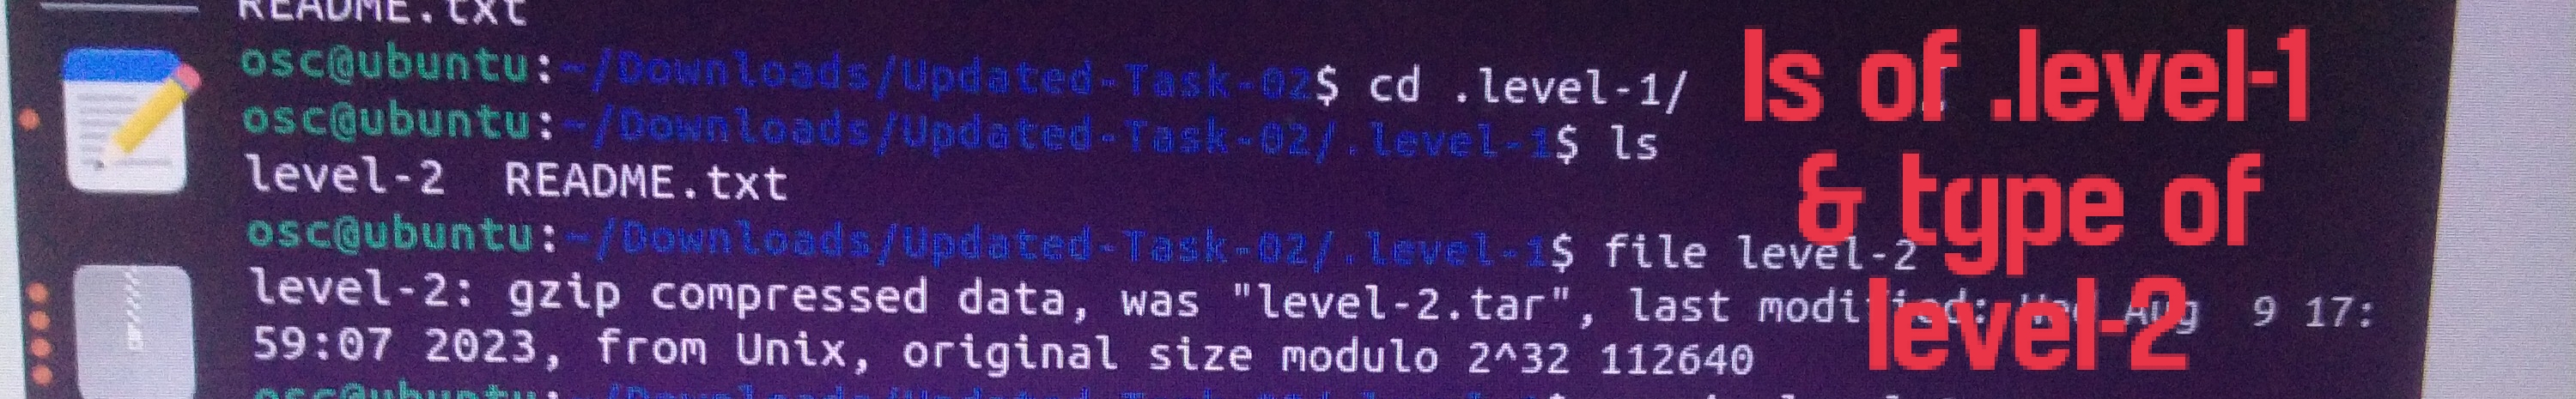 README.txt
osc@ubuntu:~/Downloads/Updated-Task-02$ cd .level-1/
osc@ubuntu:~/Downloads/Updated-Task-02/.level-1$ ls
level-2  README.txt
osc@ubuntu:~/Downloads/Updated-Task-02/.level-1$ file level-2
level-2: gzip compressed data, was "level-2.tar", last modified: Wed Aug  9 17:
59:07 2023, from Unix, original size modulo 2^32 112640
ls of .level-1
& type of
level-2